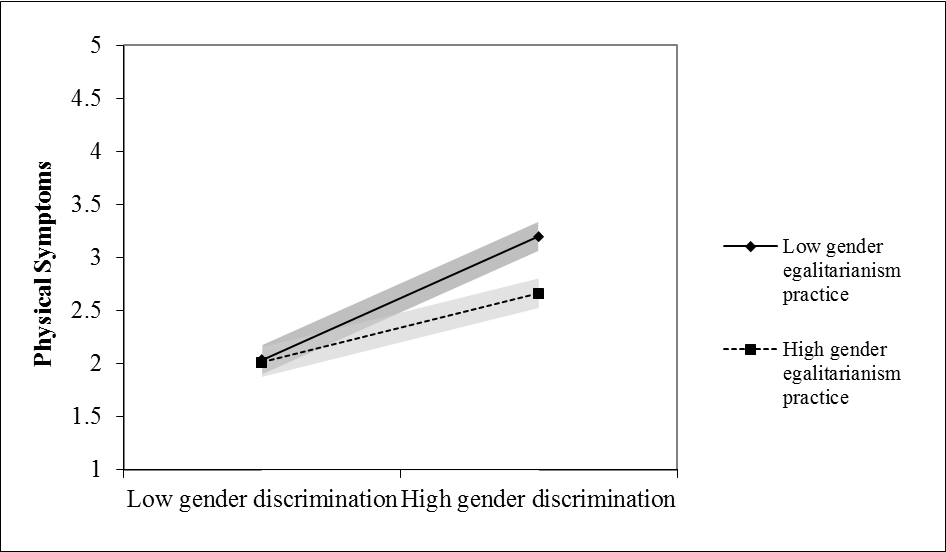 Physical Symptoms
5
4.5
4
3.5
3
2.5
2
1.5
1
Low gender discrimination
High gender discrimination
Low gender
egalitarianism
practice
High gender
egalitarianism
practice